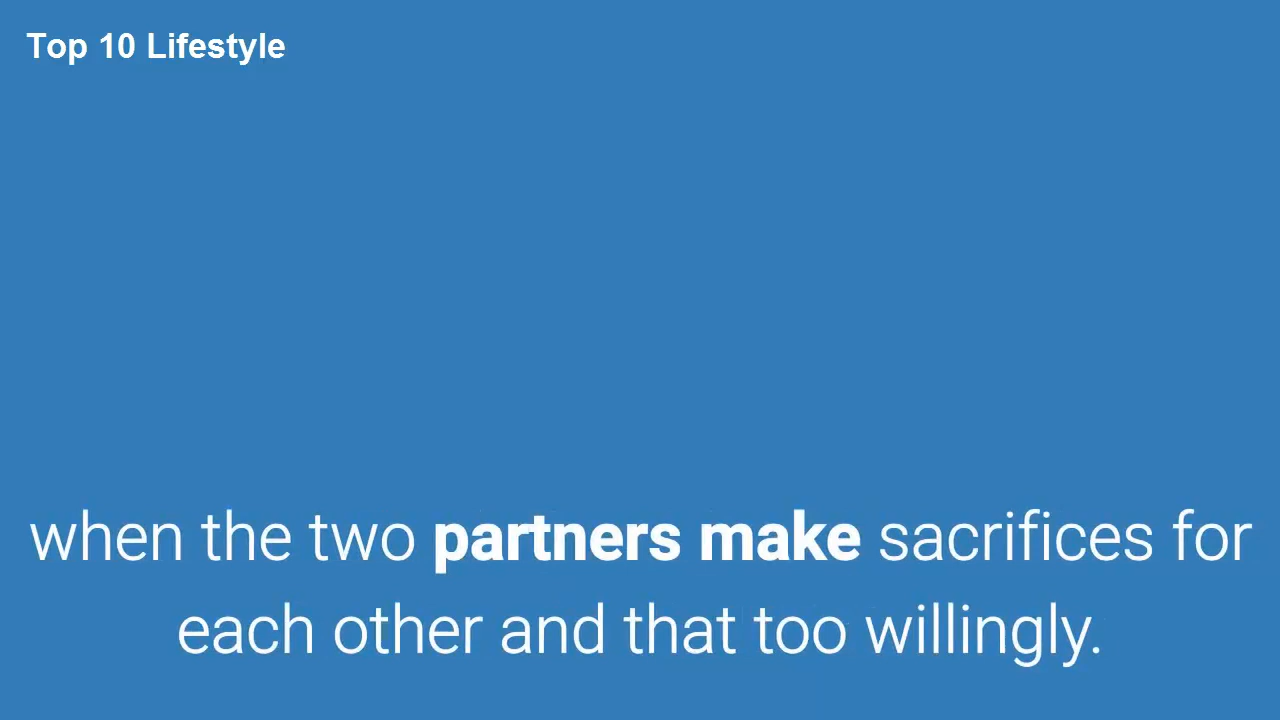 Top 10 Lifestyle
when the two partners make sacrifices for
each other and that too willingly.